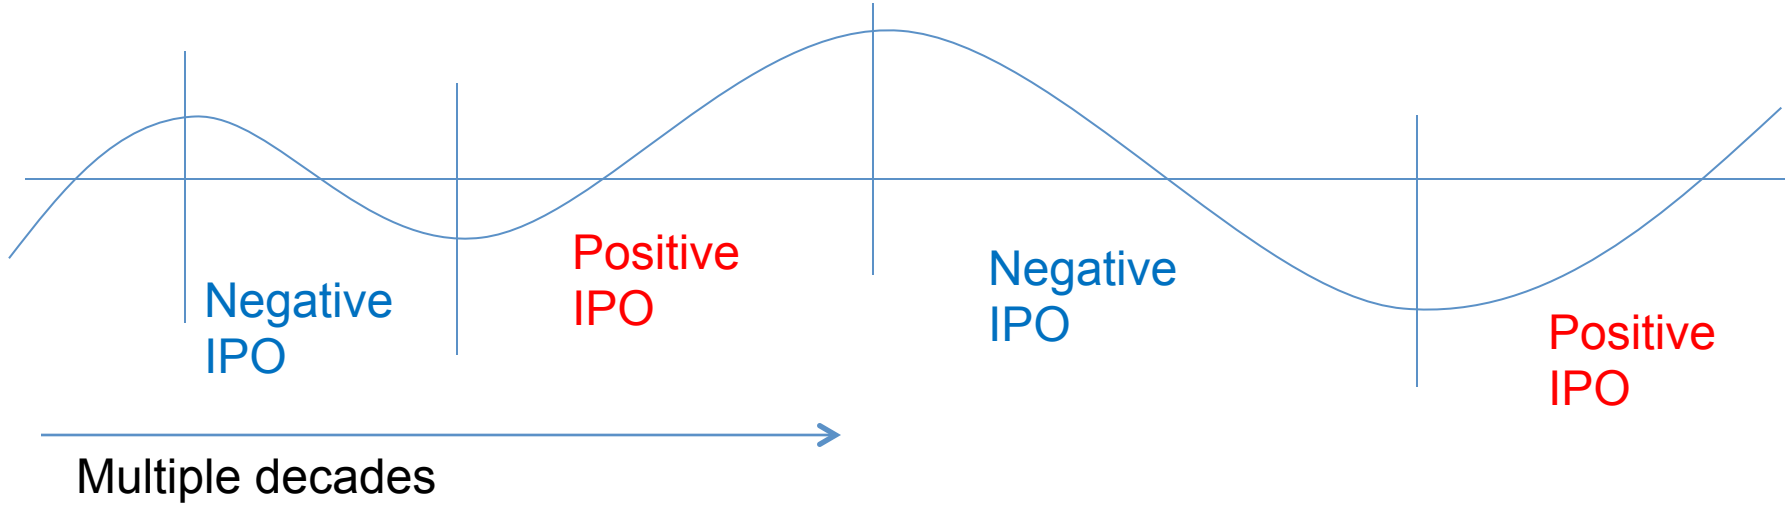 Negative
IPO
Positive
IPO
Negative
IPO
Positive
IPO
Multiple decades